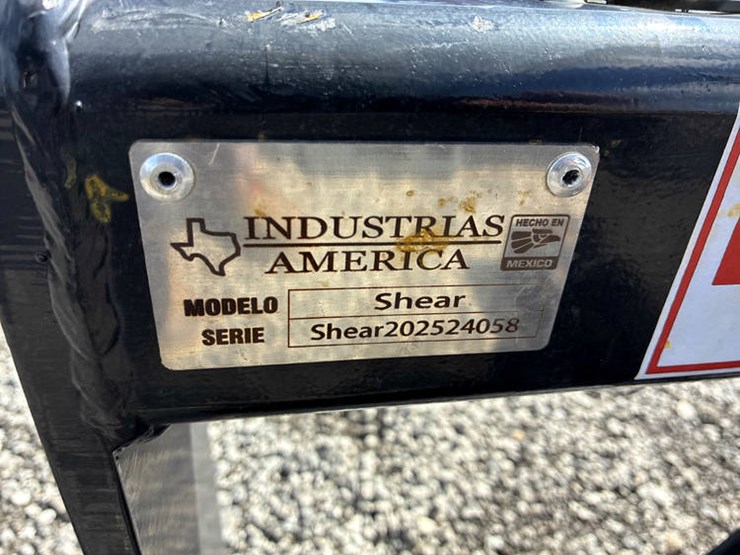 INDUSTRIAS
AMERICA
HECHO EN
MEXICO
MODELO Shear
SERIE Shear202524058